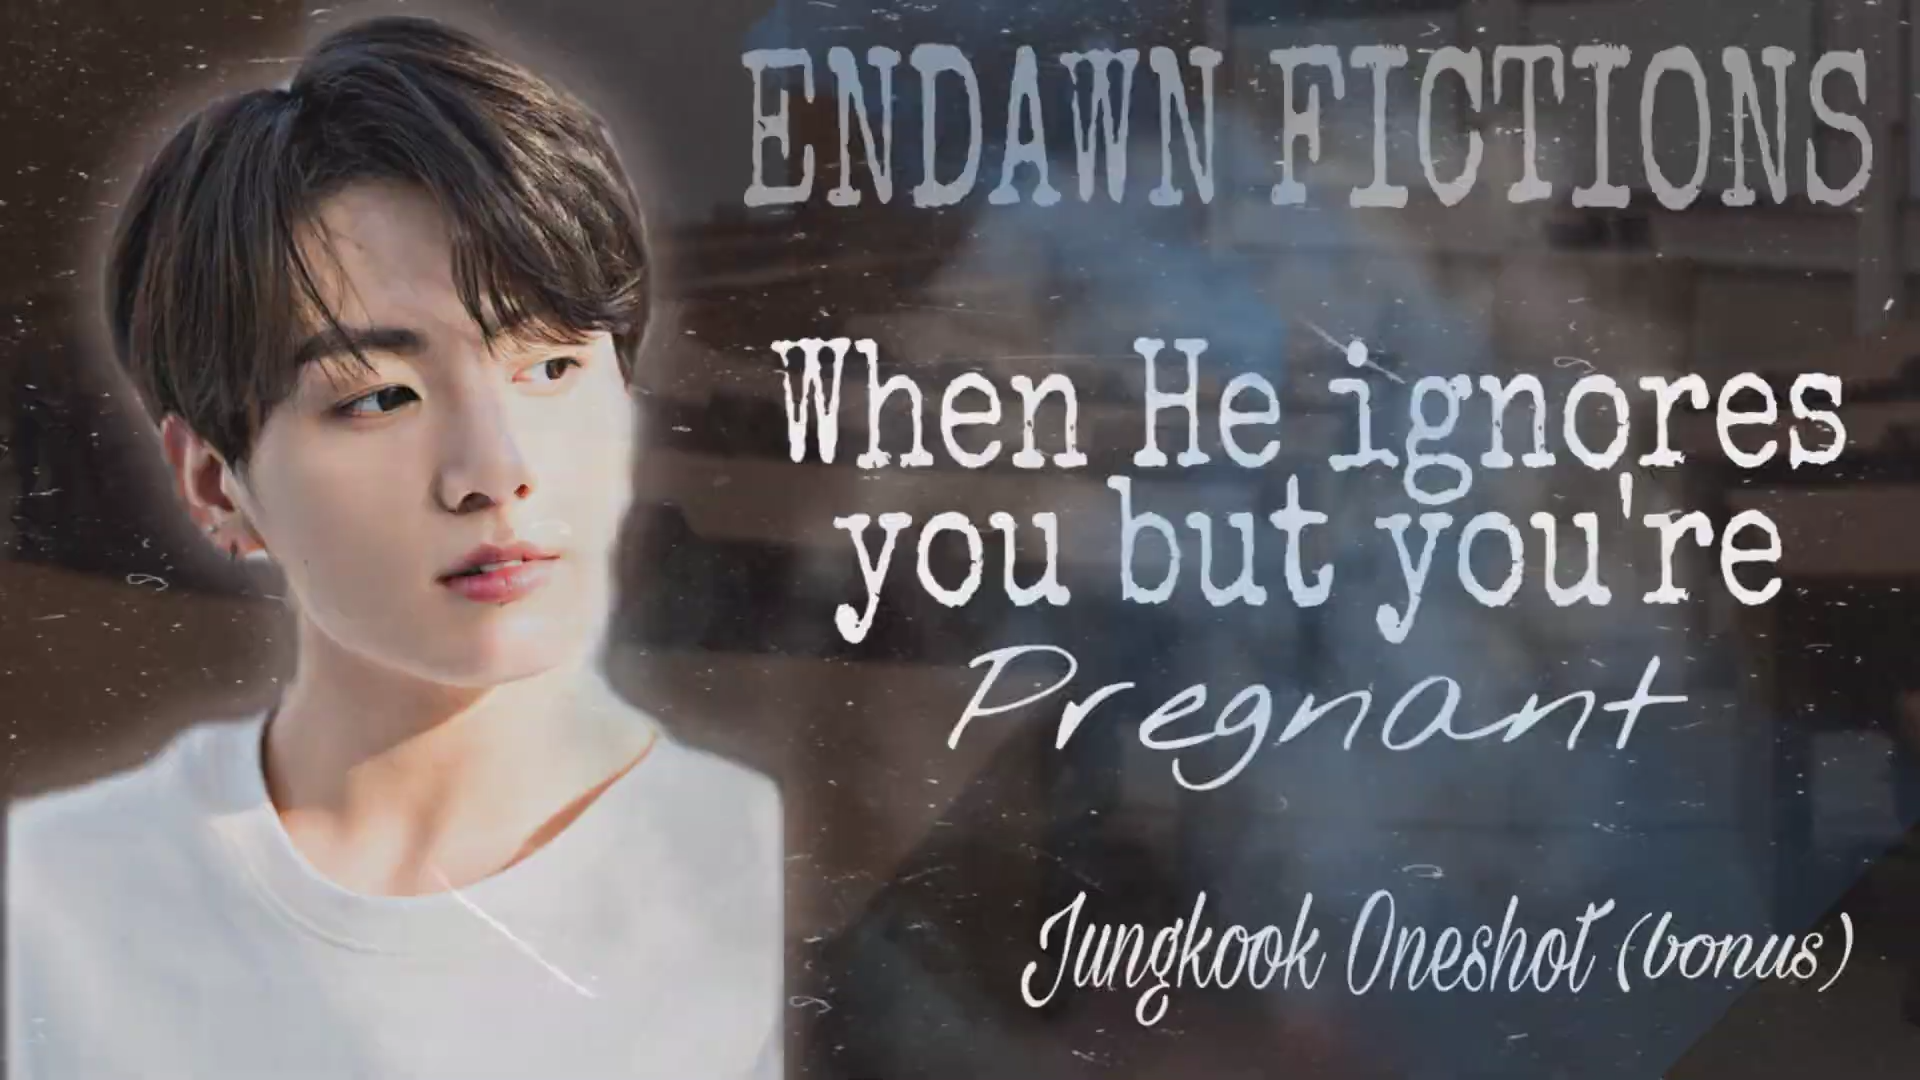 ENDAWN FICTIONS
When He ignores
you but you're
Pregnant
Jungkook Oneshot (bonus)